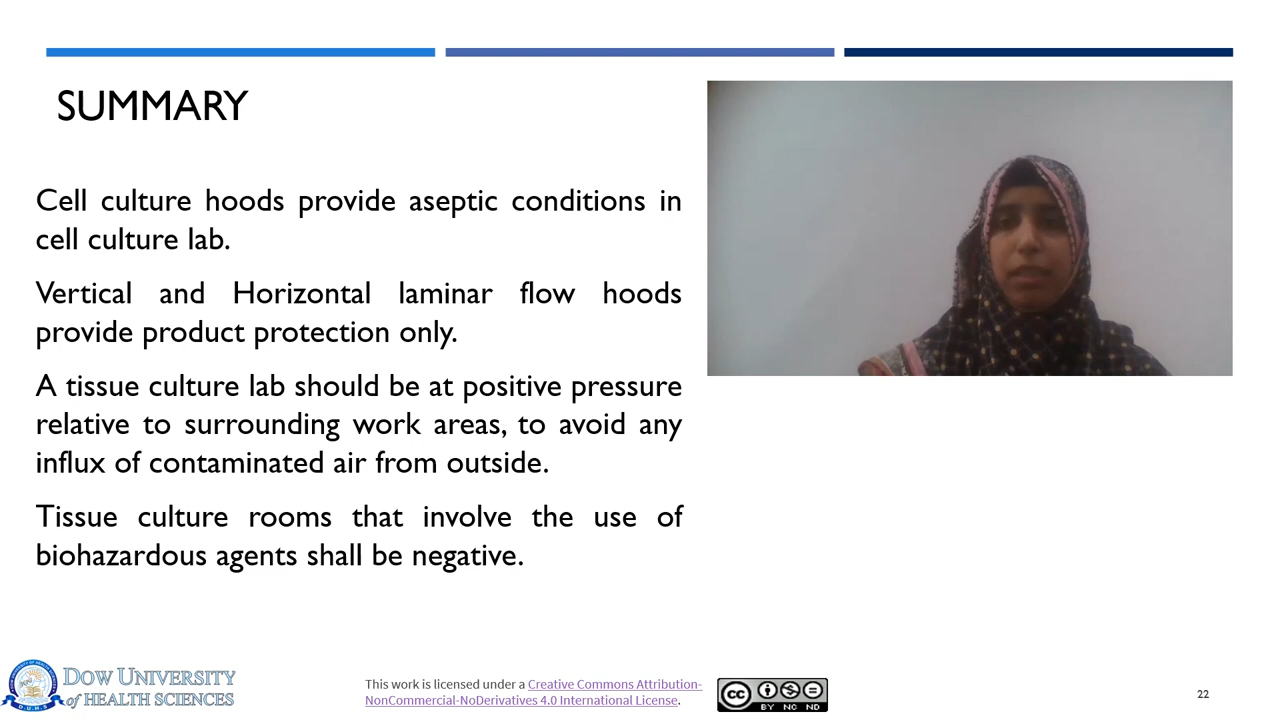 SUMMARY
Cell culture hoods provide aseptic conditions in
cell culture lab.
Vertical and Horizontal laminar flow hoods
provide product protection only.
A tissue culture lab should be at positive pressure
relative to surrounding work areas, to avoid any
influx of contaminated air from outside.
Tissue culture rooms that involve the use of
biohazardous agents shall be negative.
DOW UNIVERSITY
of HEALTH SCIENCES
This work is licensed under a Creative Commons Attribution-
NonCommercial-NoDerivatives 4.0 International License.
cc
BY NC ND
22